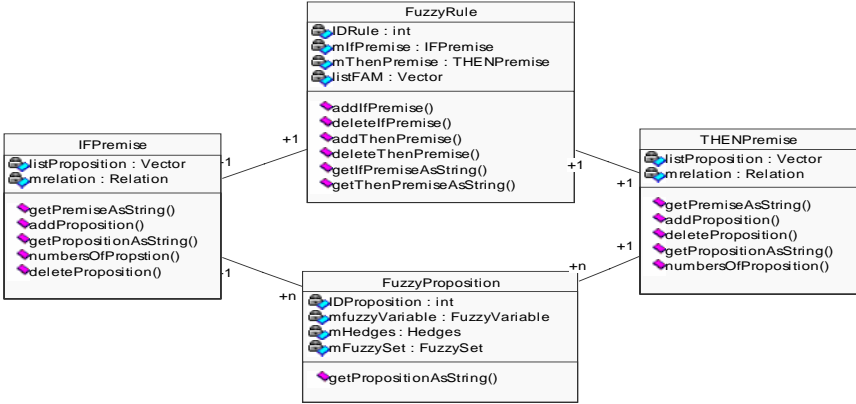 FuzzyRule
IDRule : int
mIfPremise : IFPremise
mThenPremise : THENPremise
listFAM : Vector
addIfPremise()
deleteIfPremise()
addThenPremise()
deleteThenPremise()
getIfPremiseAsString()
getThenPremiseAsString()
IFPremise
listProposition : Vector
mrelation : Relation
getPremiseAsString()
addProposition()
getPropositionAsString()
numbersOfPropstion()
deleteProposition()
THENPremise
listProposition : Vector
mrelation : Relation
getPremiseAsString()
addProposition()
deleteProposition()
getPropositionAsString()
numbersOfProposition()
FuzzyProposition
IDProposition : int
mfuzzyVariable : FuzzyVariable
mHedges : Hedges
mFuzzySet : FuzzySet
getPropositionAsString()
+1
-1
+1
+1
-1
+n
+n
+1